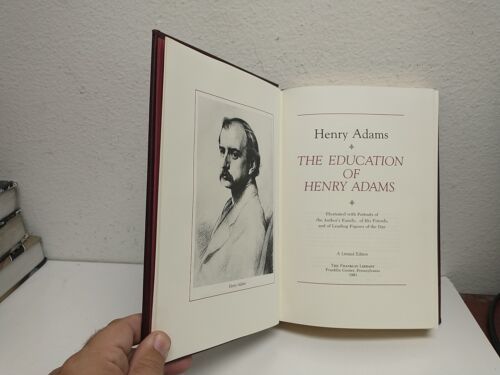 Henry Adams
Henry Adams
THE EDUCATION
OF
HENRY ADAMS
Illustrated with Portraits of
the Author's Family, of His Friends,
and of Leading Figures of the Day
A Limited Edition
THE FRANKLIN LIBRARY
Franklin Center, Pennsylvania
1981